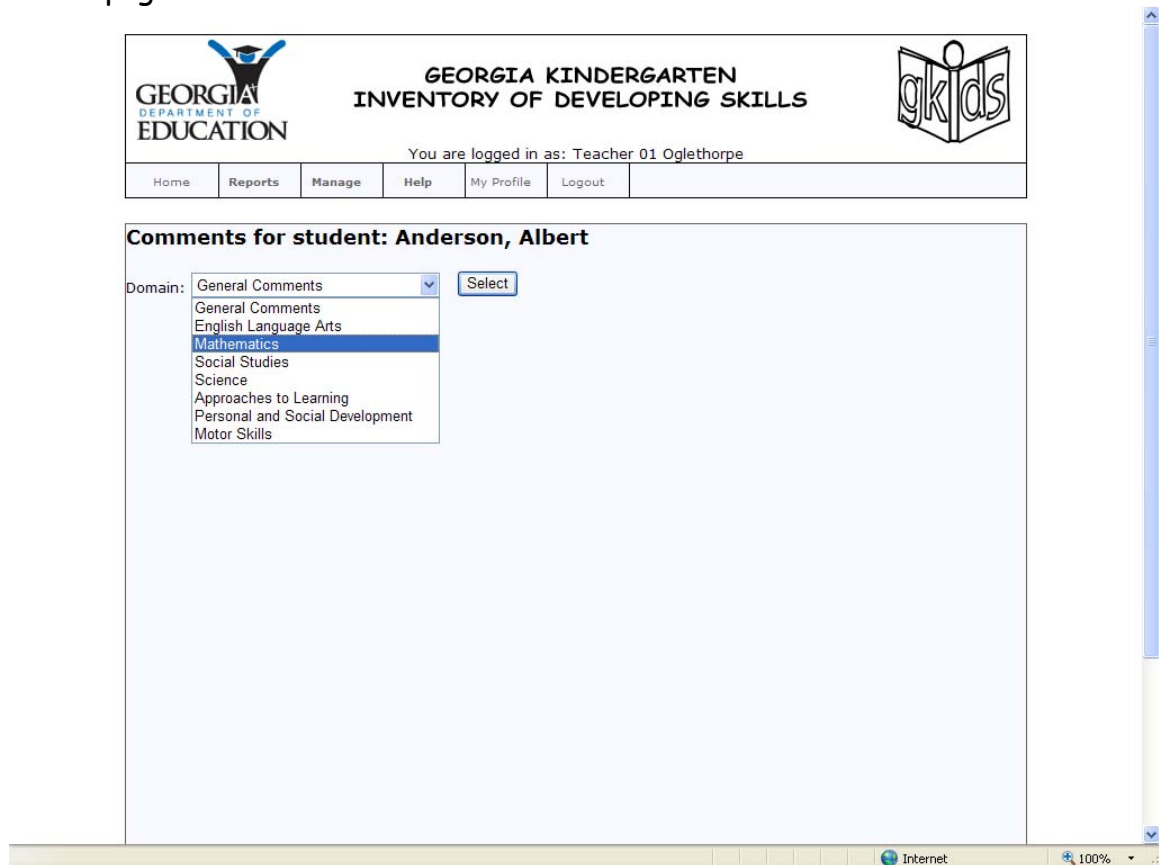 GEORGIA
DEPARTMENT OF
EDUCATION
GEORGIA KINDERGARTEN
INVENTORY OF DEVELOPING SKILLS
gkids
You are logged in as: Teacher 01 Oglethorpe
Home Reports Manage Help My Profile Logout
Comments for student: Anderson, Albert
Domain: General Comments Select
General Comments
English Language Arts
Mathematics
Social Studies
Science
Approaches to Learning
Personal and Social Development
Motor Skills
Internet 100%